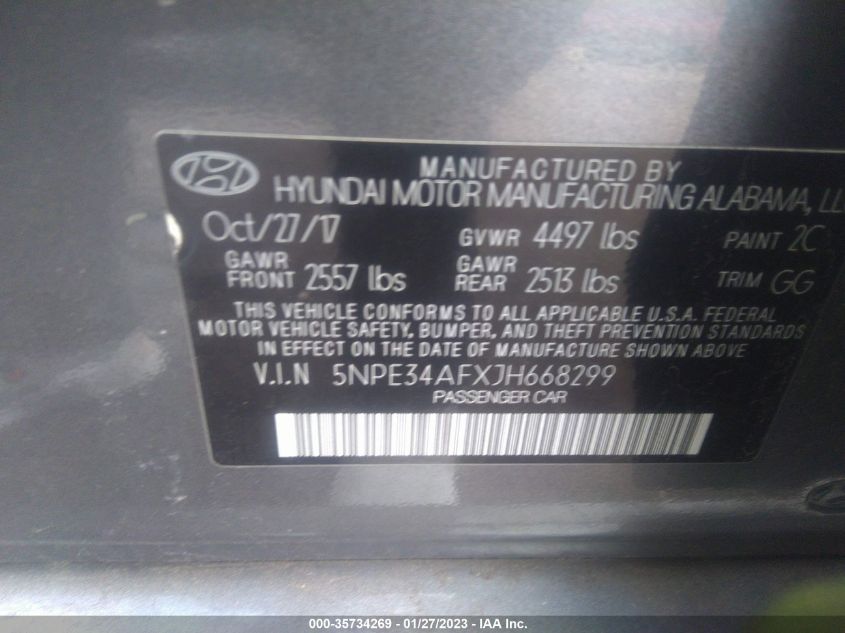 MANUFACTURED BY
HYUNDAI MOTOR MANUFACTURING ALABAMA,
Oct/27/17 GVWR 4497 lbs PAINT 2C
GAWR FRONT 2557 lbs GAWR REAR 2513 lbs TRIM GG
THIS VEHICLE CONFORMS TO ALL APPLICABLE U.S.A. FEDERAL
MOTOR VEHICLE SAFETY, BUMPER, AND THEFT PREVENTION STANDARDS
IN EFFECT ON THE DATE OF MANUFACTURE SHOWN ABOVE
V.I.N 5NPE34AFXJH668299
PASSENGER CAR
000-35734269 - 01/27/2023 - IAA Inc.